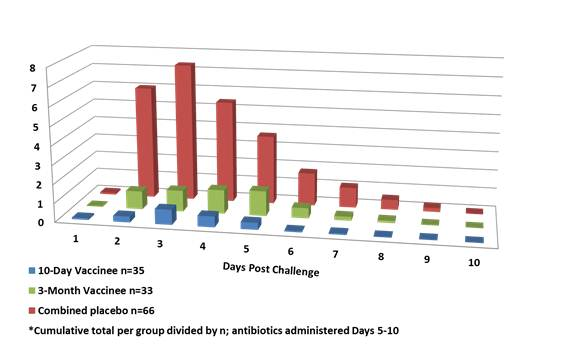 8
7
6
5
4
3
2
1
0
1 2 3 4 5 6 7 8 9 10
Days Post Challenge
10-Day Vaccinee n=35
3-Month Vaccinee n=33
Combined placebo n=66
*Cumulative total per group divided by n; antibiotics administered Days 5-10